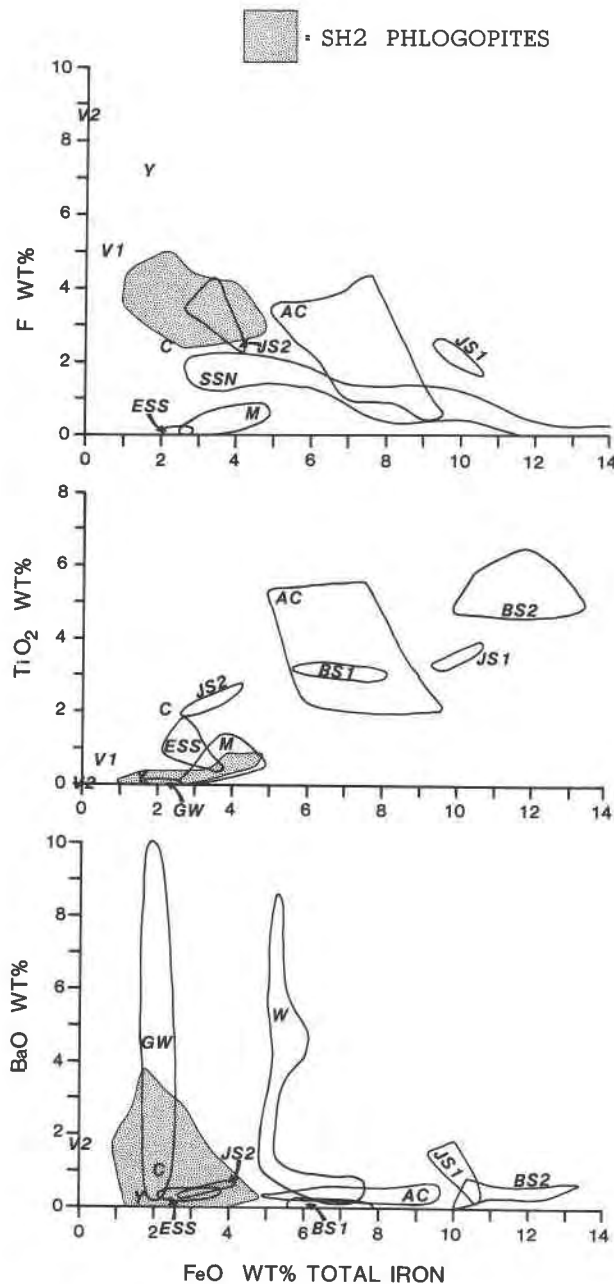 = SH2 PHLOGOPITES
10
V2
8
Y
6
V1
F WT%
4
AC
C
JS2
JS1
2
SSN
ESS
M
0
0 2 4 6 8 10 12 14
8
TiO2 WT%
6
AC
BS2
4
BS1
JS1
JS2
C
2
ESS
M
V1
V2
0
0 2 4 6 8 10 12 14
GW
10
8
BaO WT%
6
W
GW
4
V2
2
C
JS2
JS1
BS2
Y
AC
0
0 2 4 6 8 10 12 14
ESS
BS1
FeO WT% TOTAL IRON